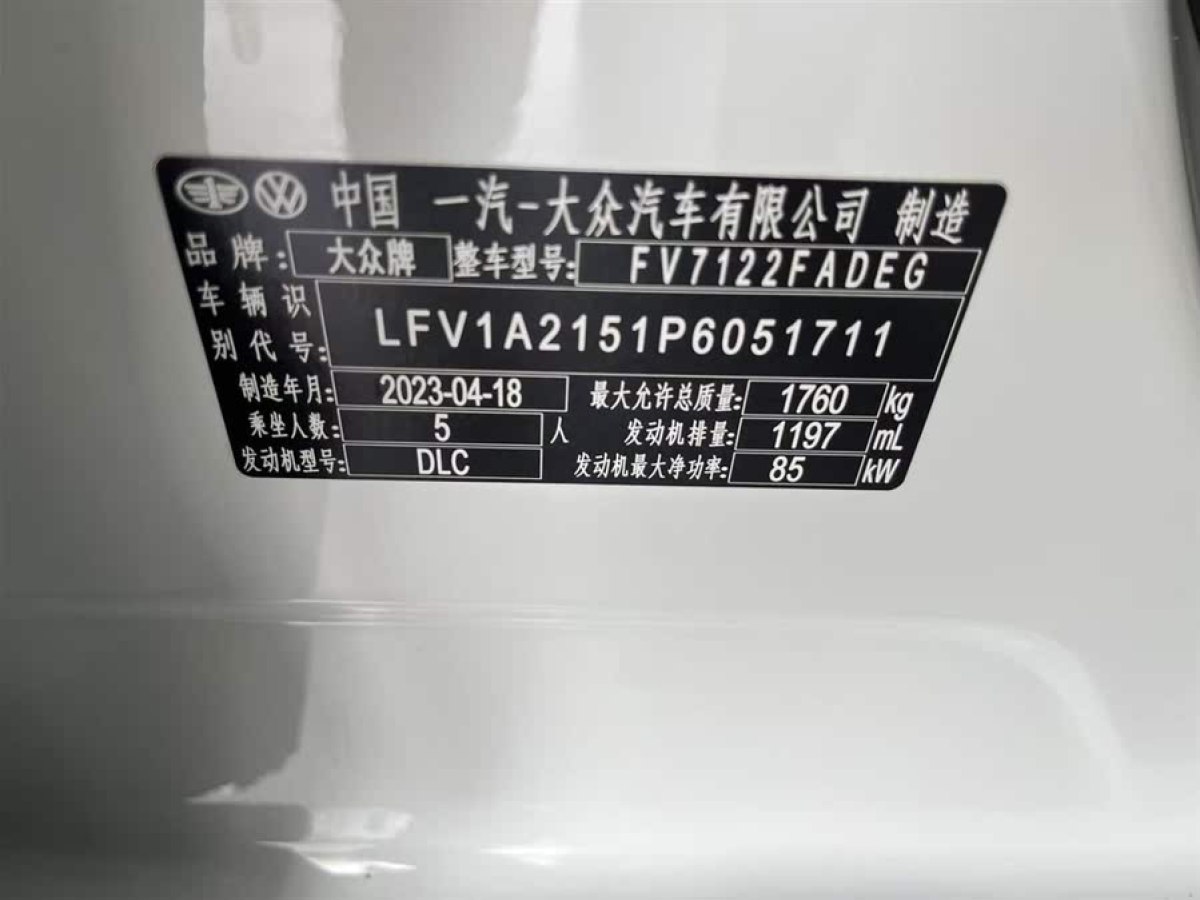 中国 一汽-大众汽车有限公司 制造
品牌: 大众牌 整车型号: FV7122FADEG
车辆识别代号: LFV1A2151P6051711
制造年月: 2023-04-18 最大允许总质量: 1760 kg
乘坐人数: 5 人 发动机排量: 1197 mL
发动机型号: DLC 发动机最大净功率: 85 kW